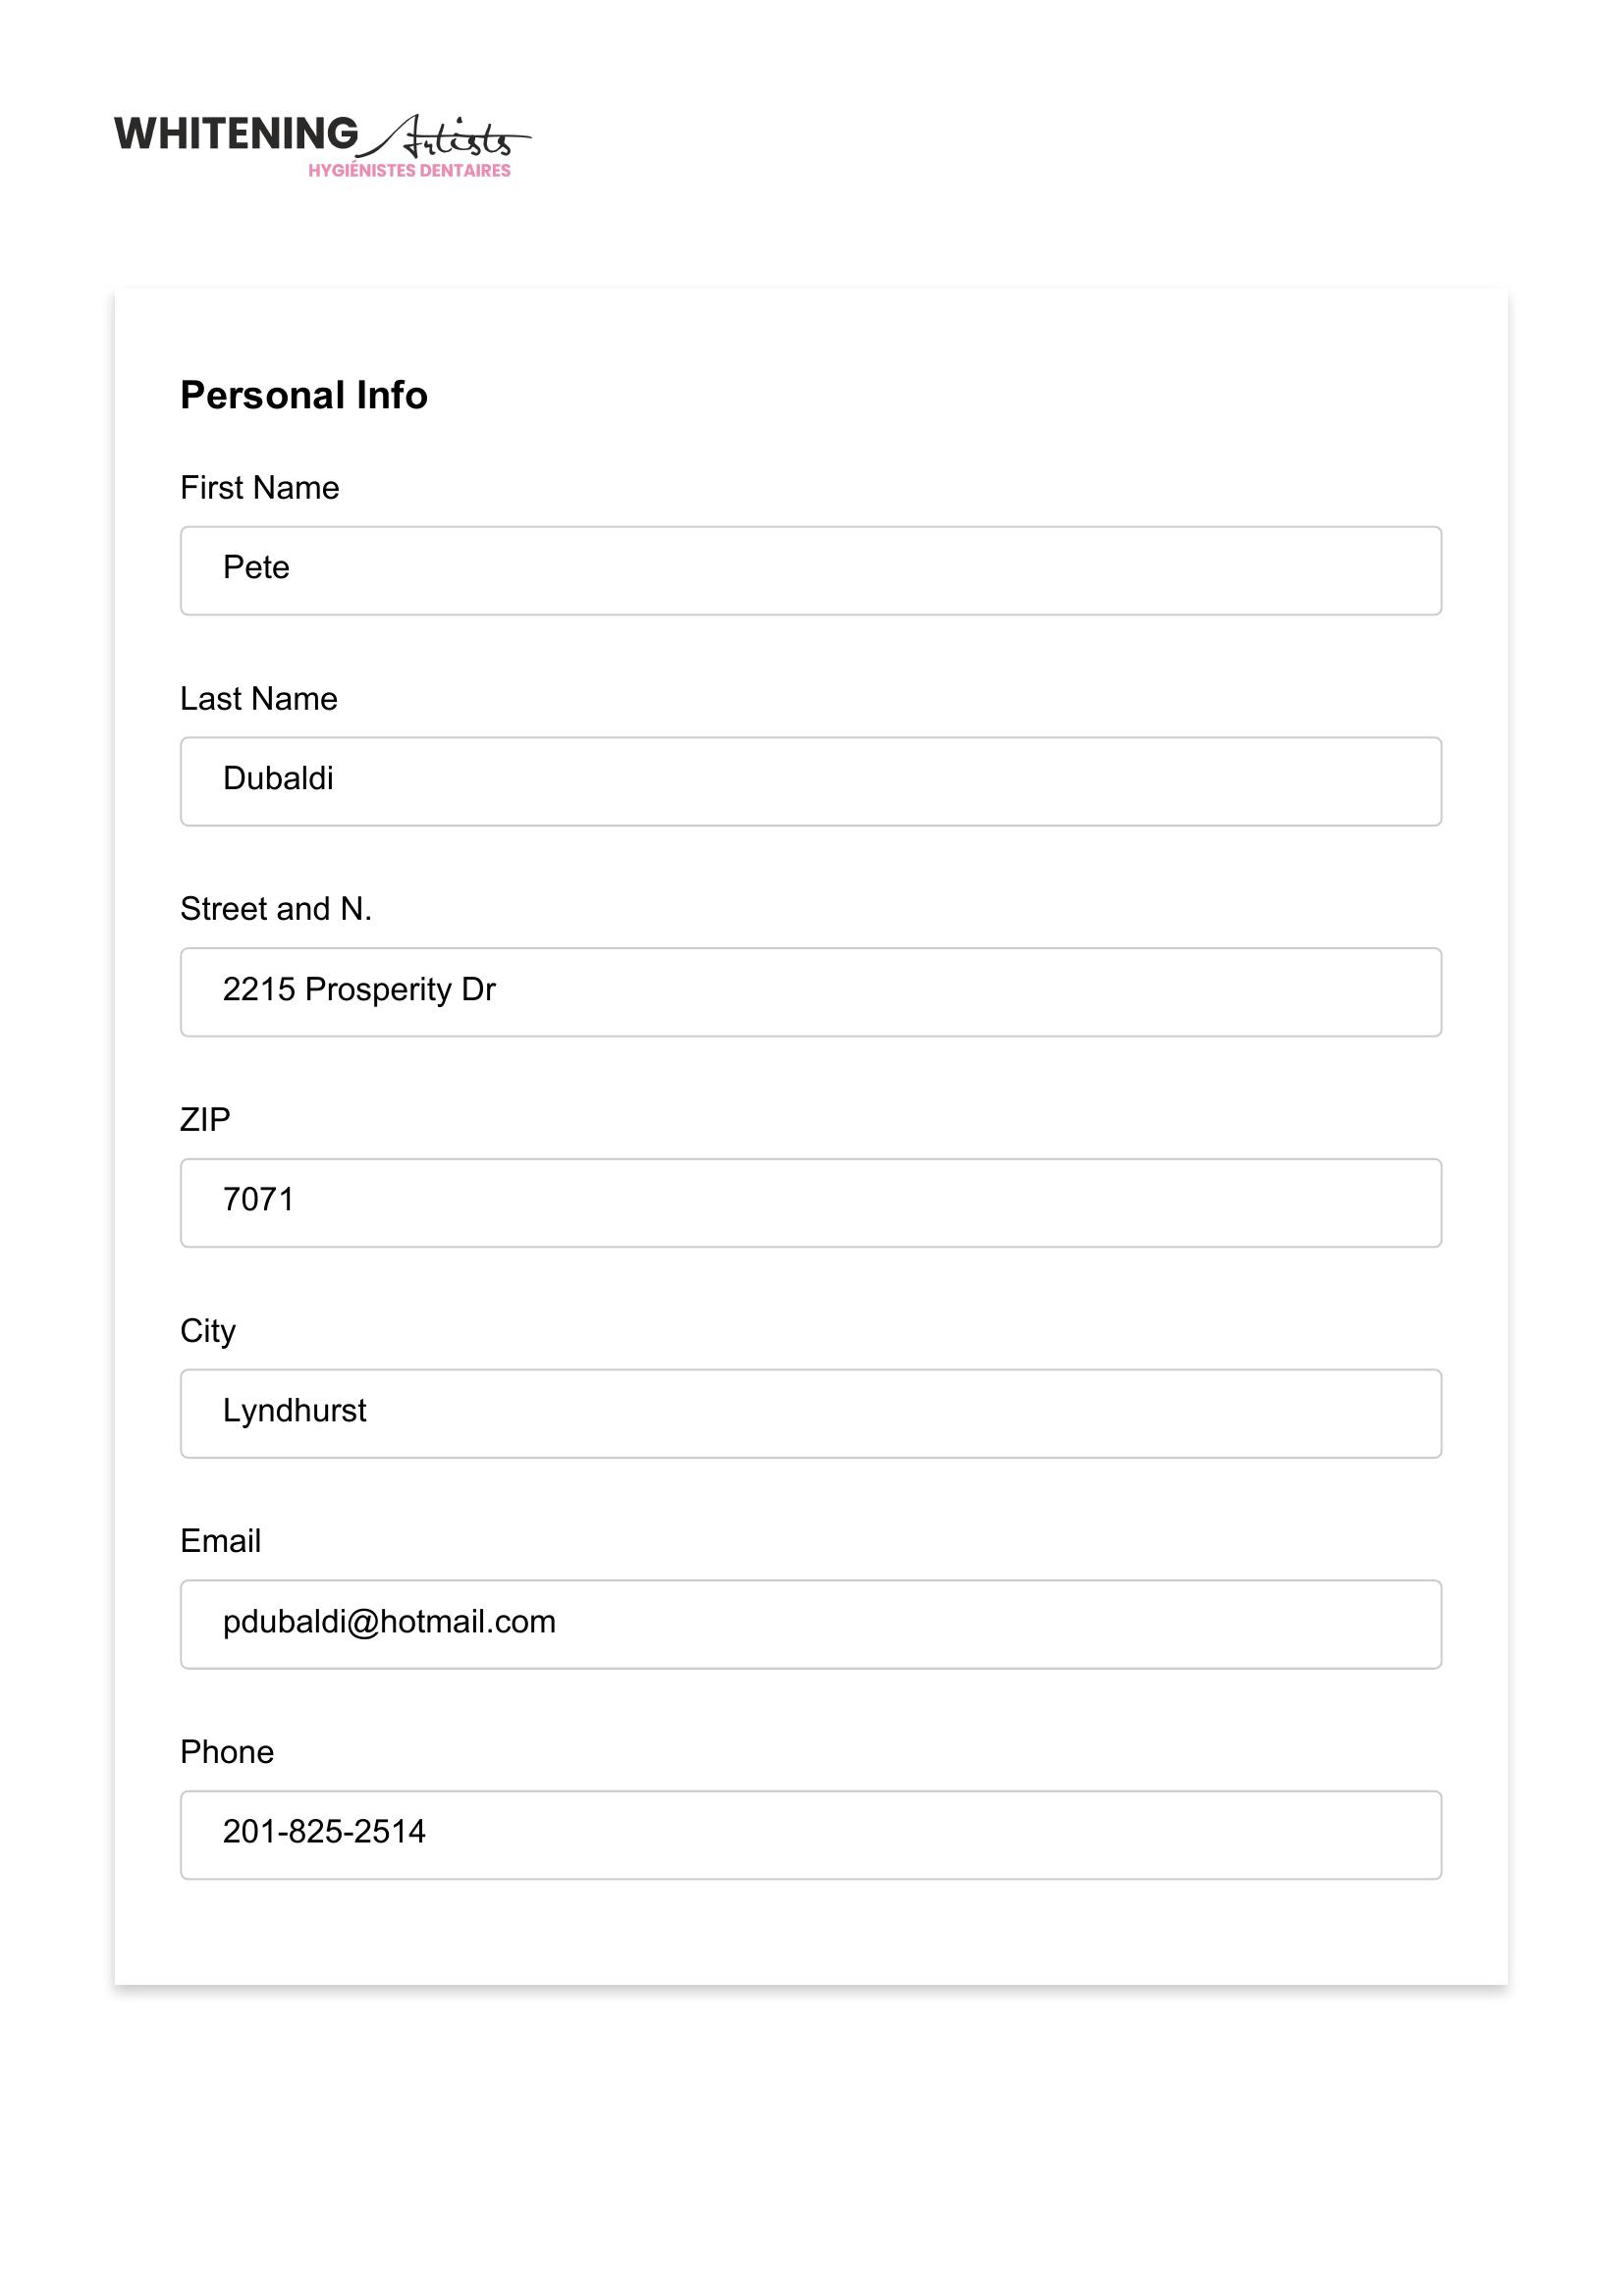 WHITENING Artists
HYGIÉNISTES DENTAIRES
Personal Info
First Name
Pete
Last Name
Dubaldi
Street and N.
2215 Prosperity Dr
ZIP
7071
City
Lyndhurst
Email
pdubaldi@hotmail.com
Phone
201-825-2514